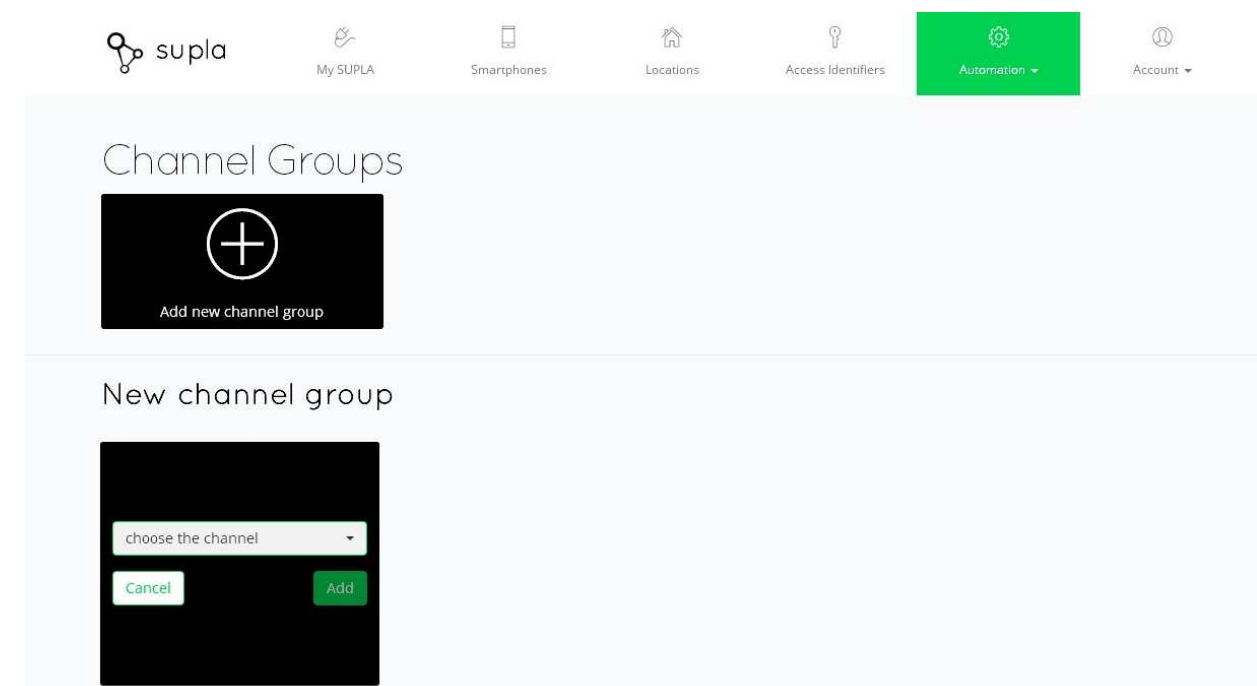 supla
My SUPLA
Smartphones
Locations
Access Identifiers
Automation
Account
Channel Groups
Add new channel group
New channel group
choose the channel
Cancel
Add